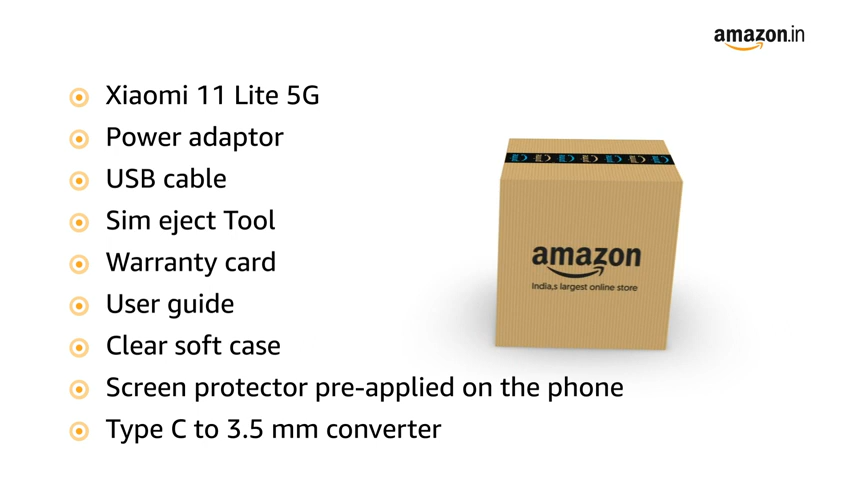 amazon.in
Xiaomi 11 Lite 5G
Power adaptor
USB cable
Sim eject Tool
Warranty card
User guide
Clear soft case
Screen protector pre-applied on the phone
Type C to 3.5 mm converter
amazon
India,s largest online store